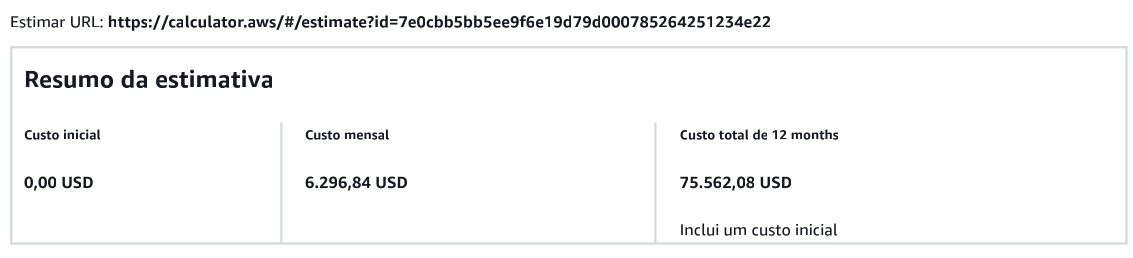 Estimar URL: https://calculator.aws/#/estimate?id=7e0cbb5bb5ee9f6e19d79d000785264251234e22
Resumo da estimativa
Custo inicial
0,00 USD
Custo mensal
6.296,84 USD
Custo total de 12 months
75.562,08 USD
Inclui um custo inicial